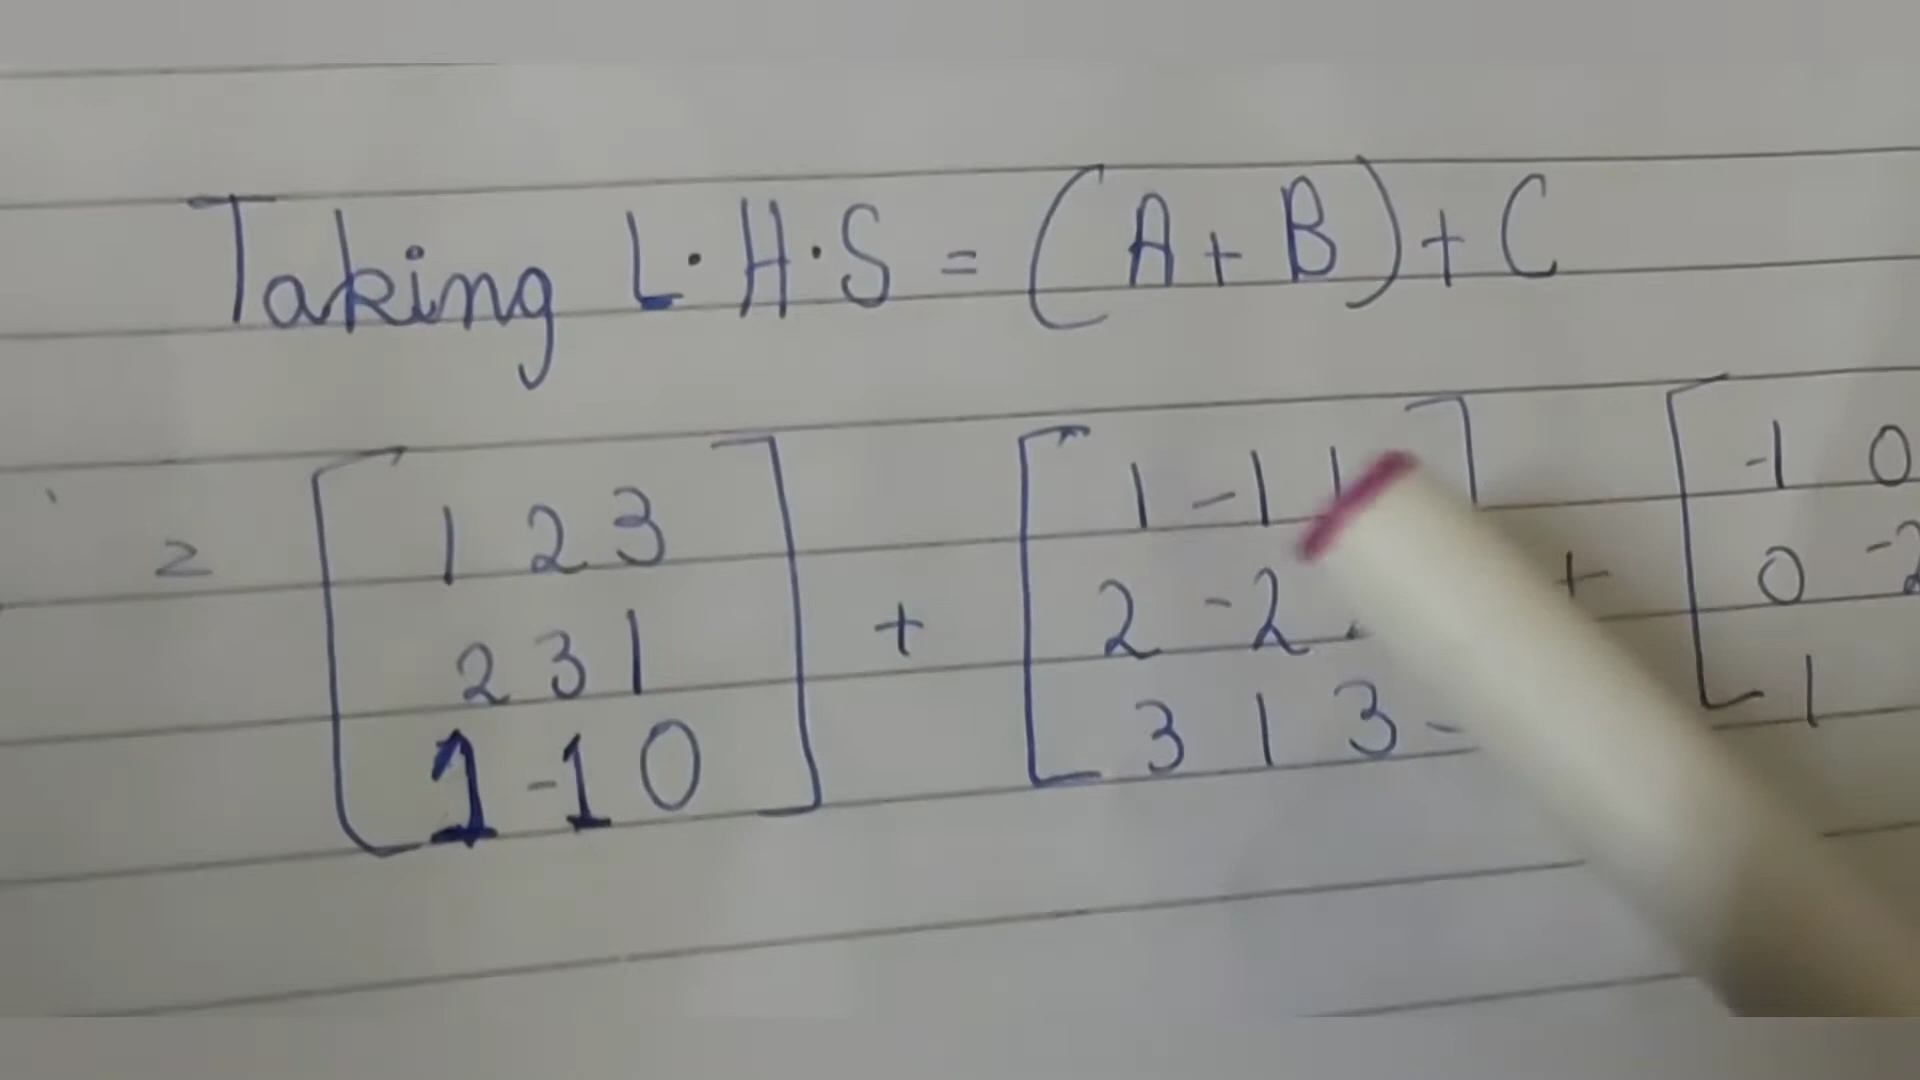 Taking L.H.S = (A + B) + C
= [ 1 2 3 ] + [ 1 -1 1 ] + [ -1 0
2 3 1 2 -2 0 -2
1 -1 0 3 1 3 1